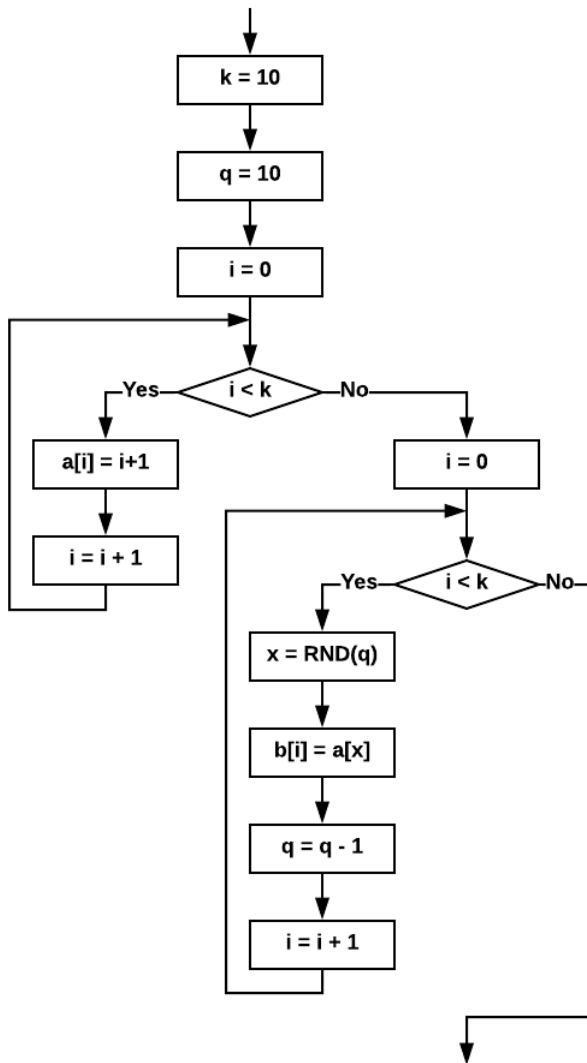 k = 10
q = 10
i = 0
Yes
i < k
No
a[i] = i+1
i = i + 1
i = 0
Yes
i < k
No
x = RND(q)
b[i] = a[x]
q = q - 1
i = i + 1